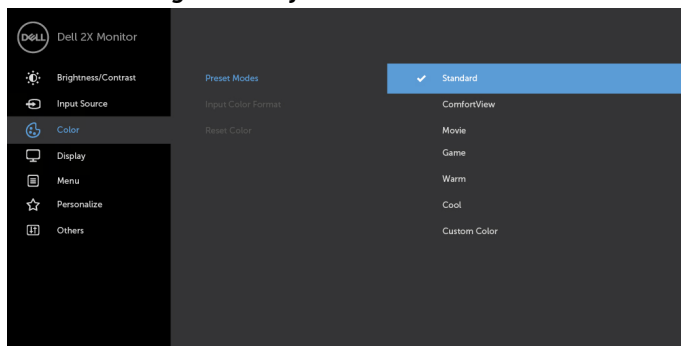 DELL Dell 2X Monitor
Brightness/Contrast Preset Modes ✓ Standard
Input Source Input Color Format ComfortView
Color Reset Color Movie
Display Game
Menu Warm
Personalize Cool
Others Custom Color